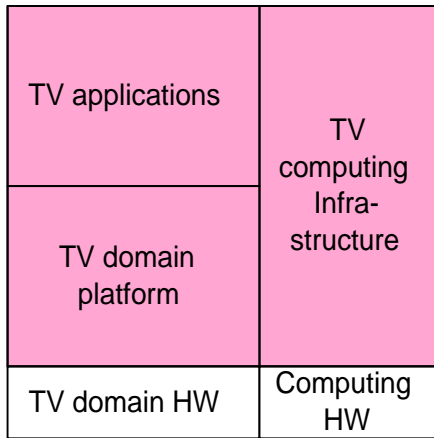 TV applications
TV
computing
Infra-
structure
TV domain
platform
TV domain HW
Computing
HW